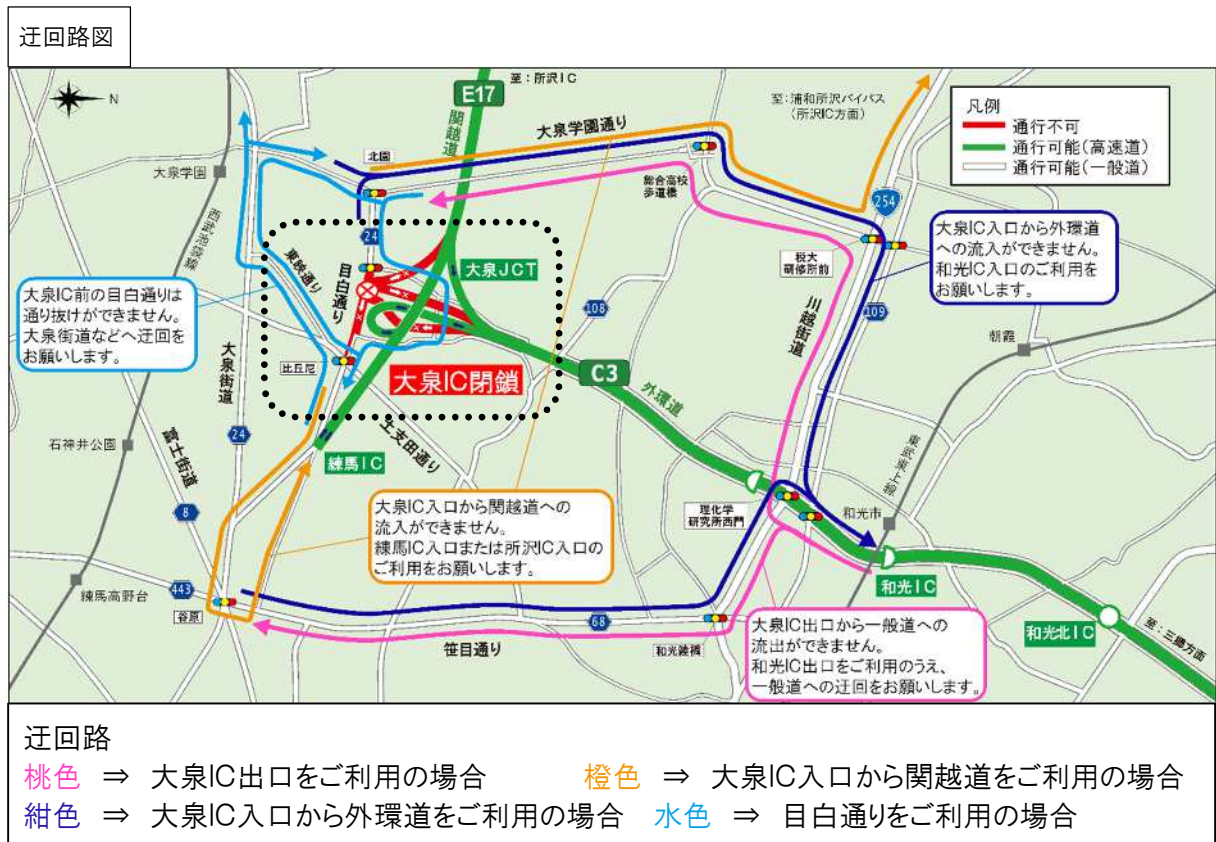 迂回路図
N
至：所沢IC
E17
関越道
至：浦和所沢バイパス
（所沢IC方面）
凡例
通行不可
通行可能（高速道）
通行可能（一般道）
大泉学園通り
北園
大泉学園
西武池袋線
総合高校
歩道橋
254
24
大泉JCT
東映通り
目白通り
税大
研修所前
大泉IC入口から外環道
への流入ができません。
和光IC入口のご利用を
お願いします。
大泉IC前の目白通りは
通り抜けができません。
大泉街道などへ迂回を
お願いします。
108
109
川越街道
朝霞
比丘尼
大泉IC閉鎖
C3
外環道
大泉街道
24
石神井公園
富士街道
土支田通り
練馬IC
東武東上線
8
大泉IC入口から関越道への
流入ができません。
練馬IC入口または所沢IC入口の
ご利用をお願いします。
理化学
研究所西門
和光市
和光IC
練馬高野台
443
谷原
68
笹目通り
和光陸橋
大泉IC出口から一般道への
流出ができません。
和光IC出口をご利用のうえ、
一般道への迂回をお願いします。
和光北IC
至：三郷方面
迂回路
桃色 ⇒ 大泉IC出口をご利用の場合 橙色 ⇒ 大泉IC入口から関越道をご利用の場合
紺色 ⇒ 大泉IC入口から外環道をご利用の場合 水色 ⇒ 目白通りをご利用の場合